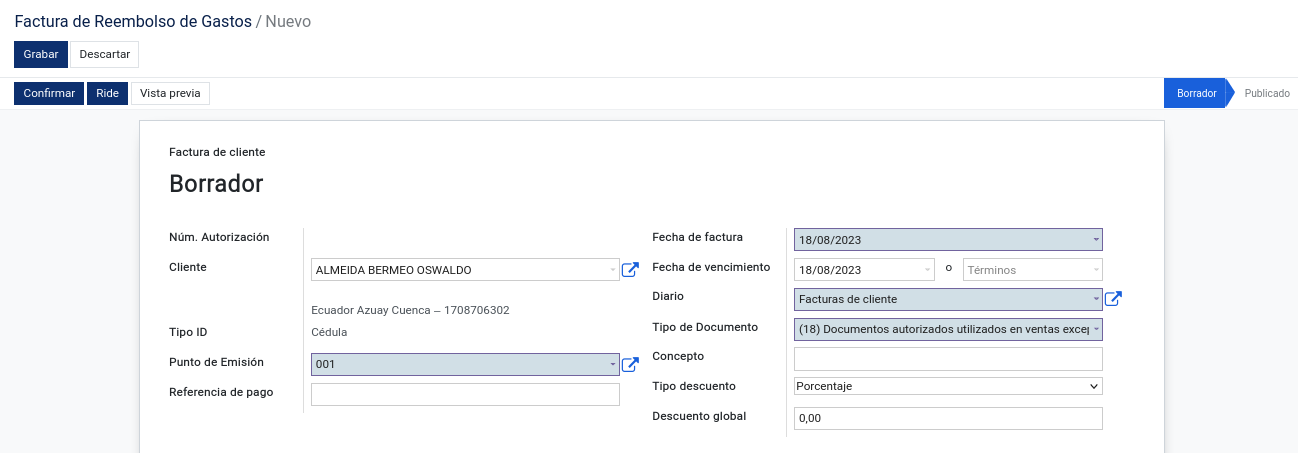 Factura de Reembolso de Gastos / Nuevo
Grabar Descartar
Confirmar Ride Vista previa Borrador Publicado
Factura de cliente
Borrador
Núm. Autorización
Cliente ALMEIDA BERMEO OSWALDO
Ecuador Azuay Cuenca – 1708706302
Tipo ID Cédula
Punto de Emisión 001
Referencia de pago
Fecha de factura 18/08/2023
Fecha de vencimiento 18/08/2023 o Términos
Diario Facturas de cliente
Tipo de Documento (18) Documentos autorizados utilizados en ventas excep
Concepto
Tipo descuento Porcentaje
Descuento global 0,00